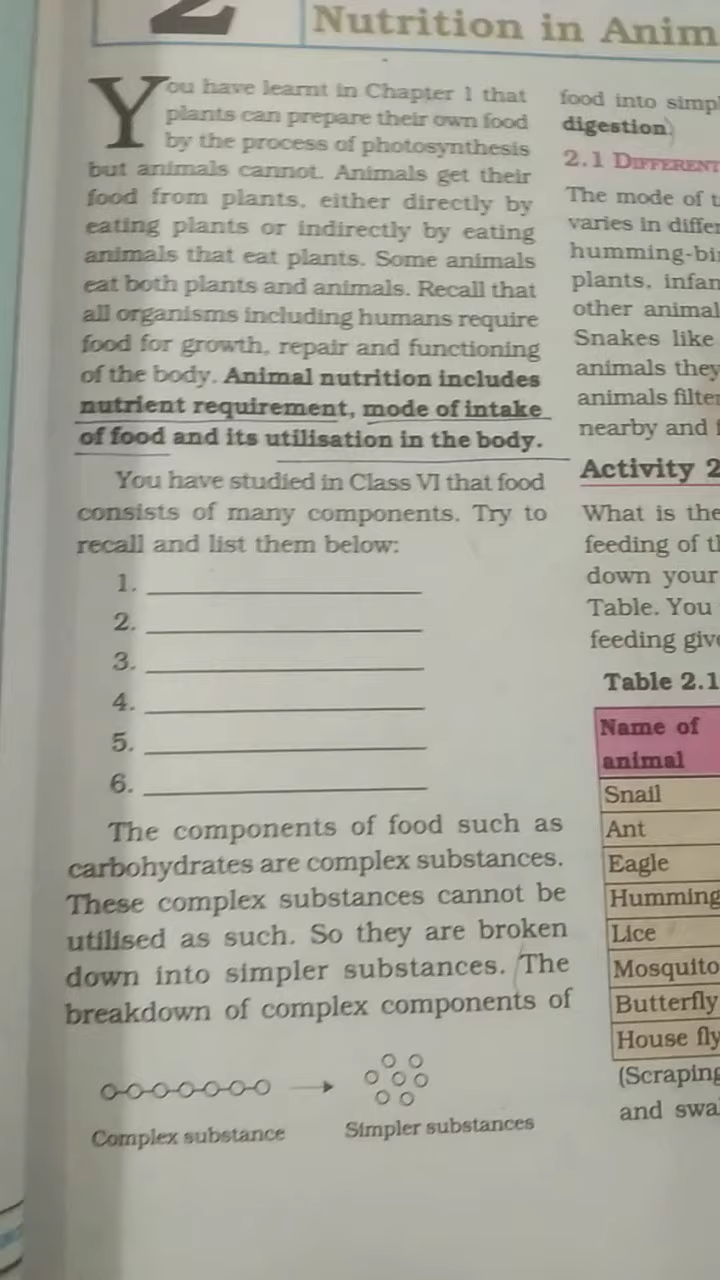 2
Nutrition in Anim
You have learnt in Chapter 1 that
plants can prepare their own food
by the process of photosynthesis
but animals cannot. Animals get their
food from plants, either directly by
eating plants or indirectly by eating
animals that eat plants. Some animals
eat both plants and animals. Recall that
all organisms including humans require
food for growth, repair and functioning
of the body. Animal nutrition includes
nutrient requirement, mode of intake
of food and its utilisation in the body.
You have studied in Class VI that food
consists of many components. Try to
recall and list them below:
1.
2.
3.
4.
5.
6.
The components of food such as
carbohydrates are complex substances.
These complex substances cannot be
utilised as such. So they are broken
down into simpler substances. The
breakdown of complex components of
Complex substance
Simpler substances
food into simpl
digestion.
2.1 DIFFERENT
The mode of t
varies in differ
humming-bi
plants, infan
other animal
Snakes like
animals they
animals filter
nearby and f
Activity 2
What is the
feeding of th
down your
Table. You
feeding give
Table 2.1
Name of
animal
Snail
Ant
Eagle
Humming
Lice
Mosquito
Butterfly
House fly
(Scraping
and swa